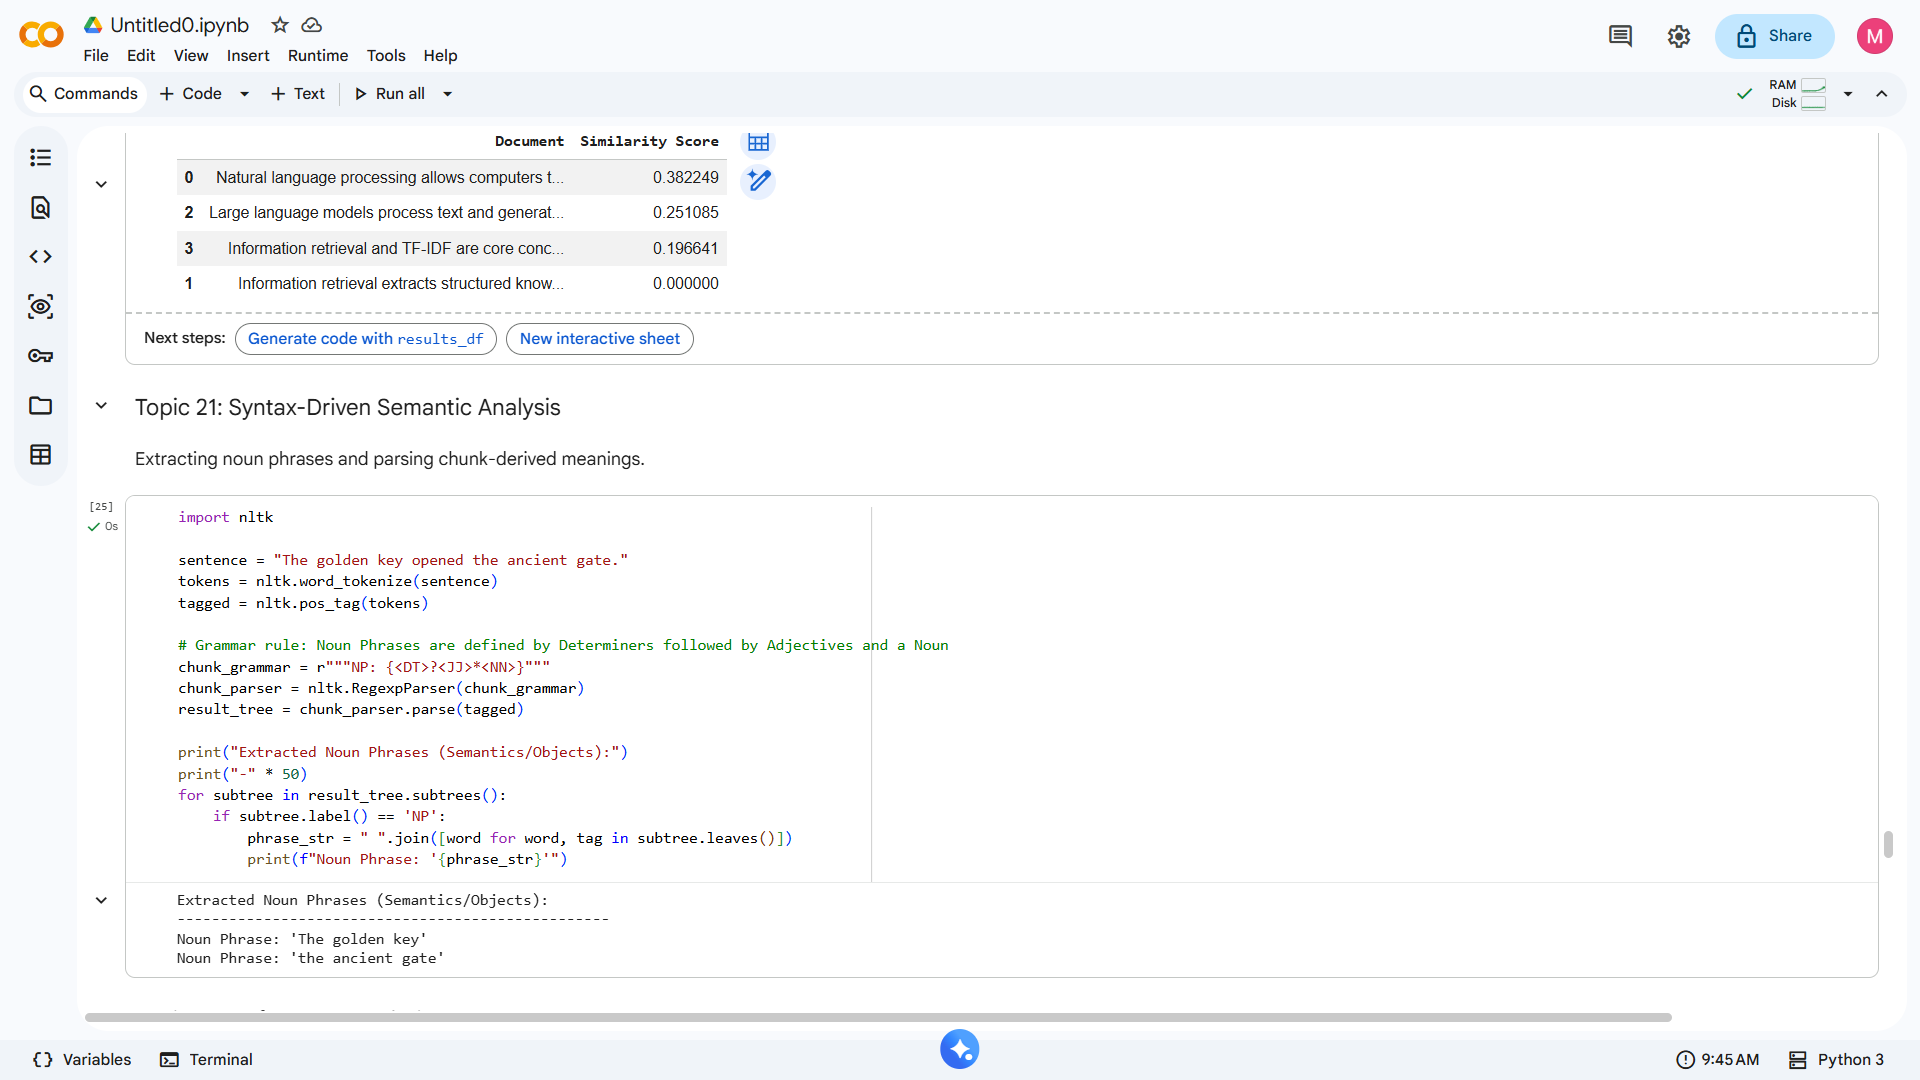 Untitled0.ipynb
File Edit View Insert Runtime Tools Help
Share
M
Commands + Code + Text Run all
RAM
Disk
Document Similarity Score
0 Natural language processing allows computers t... 0.382249
2 Large language models process text and generat... 0.251085
3 Information retrieval and TF-IDF are core conc... 0.196641
1 Information retrieval extracts structured know... 0.000000
Next steps: Generate code with results_df New interactive sheet
Topic 21: Syntax-Driven Semantic Analysis
Extracting noun phrases and parsing chunk-derived meanings.
[25]
0s
import nltk
sentence = "The golden key opened the ancient gate."
tokens = nltk.word_tokenize(sentence)
tagged = nltk.pos_tag(tokens)
# Grammar rule: Noun Phrases are defined by Determiners followed by Adjectives and a Noun
chunk_grammar = r"""NP: {<DT>?<JJ>*<NN>}"""
chunk_parser = nltk.RegexpParser(chunk_grammar)
result_tree = chunk_parser.parse(tagged)
print("Extracted Noun Phrases (Semantics/Objects):")
print("-" * 50)
for subtree in result_tree.subtrees():
    if subtree.label() == 'NP':
        phrase_str = " ".join([word for word, tag in subtree.leaves()])
        print(f"Noun Phrase: '{phrase_str}'")
Extracted Noun Phrases (Semantics/Objects):
--------------------------------------------------
Noun Phrase: 'The golden key'
Noun Phrase: 'the ancient gate'
Variables Terminal
9:45 AM Python 3